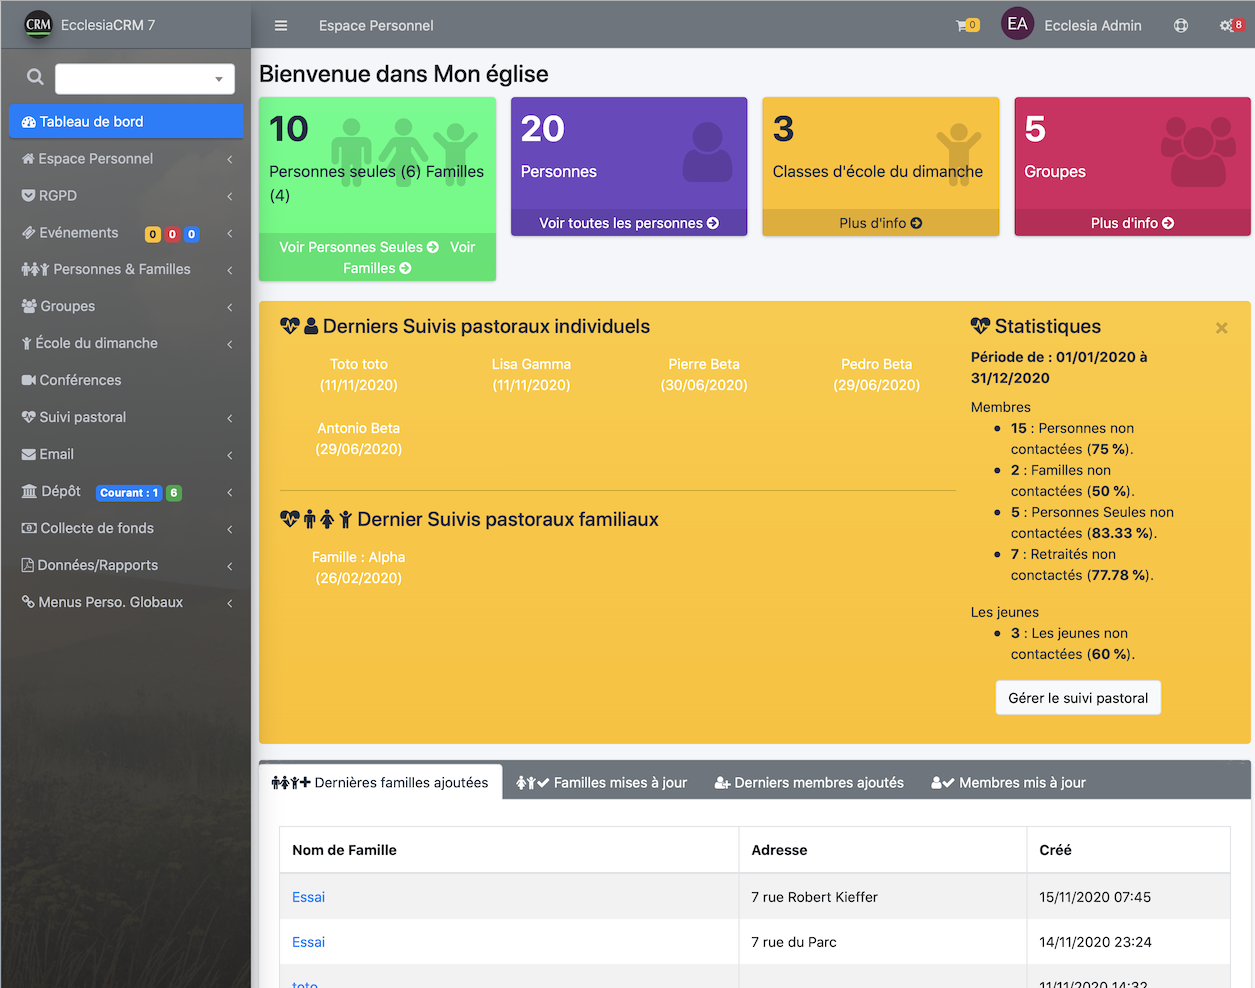 CRM EcclesiaCRM 7
Espace Personnel
0
EA Ecclesia Admin
8
Tableau de bord
Espace Personnel
RGPD
Evénements 0 0 0
Personnes & Familles
Groupes
École du dimanche
Conférences
Suivi pastoral
Email
Dépôt Courant : 1 6
Collecte de fonds
Données/Rapports
Menus Perso. Globaux
Bienvenue dans Mon église
10
Personnes seules (6) Familles
(4)
Voir Personnes Seules Voir
Familles
20
Personnes
Voir toutes les personnes
3
Classes d'école du dimanche
Plus d'info
5
Groupes
Plus d'info
Derniers Suivis pastoraux individuels
Toto toto
(11/11/2020)
Lisa Gamma
(11/11/2020)
Pierre Beta
(30/06/2020)
Pedro Beta
(29/06/2020)
Antonio Beta
(29/06/2020)
Dernier Suivis pastoraux familiaux
Famille : Alpha
(26/02/2020)
Statistiques
×
Période de : 01/01/2020 à
31/12/2020
Membres
• 15 : Personnes non
contactées (75 %).
• 2 : Familles non
contactées (50 %).
• 5 : Personnes Seules non
contactées (83.33 %).
• 7 : Retraités non
conctactés (77.78 %).
Les jeunes
• 3 : Les jeunes non
contactées (60 %).
Gérer le suivi pastoral
Dernières familles ajoutées
Familles mises à jour
Derniers membres ajoutés
Membres mis à jour
Nom de Famille Adresse Créé
Essai 7 rue Robert Kieffer 15/11/2020 07:45
Essai 7 rue du Parc 14/11/2020 23:24
toto 11/11/2020 14:32